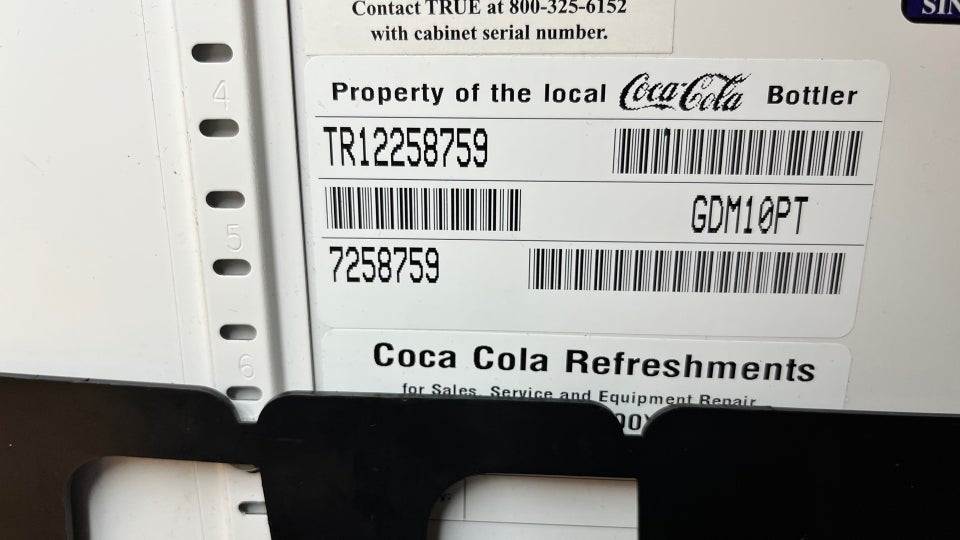 Contact TRUE at 800-325-6152
with cabinet serial number.
Property of the local Coca-Cola Bottler
TR12258759
GDM10PT
7258759
Coca Cola Refreshments
for Sales, Service and Equipment Repair
4
5
6